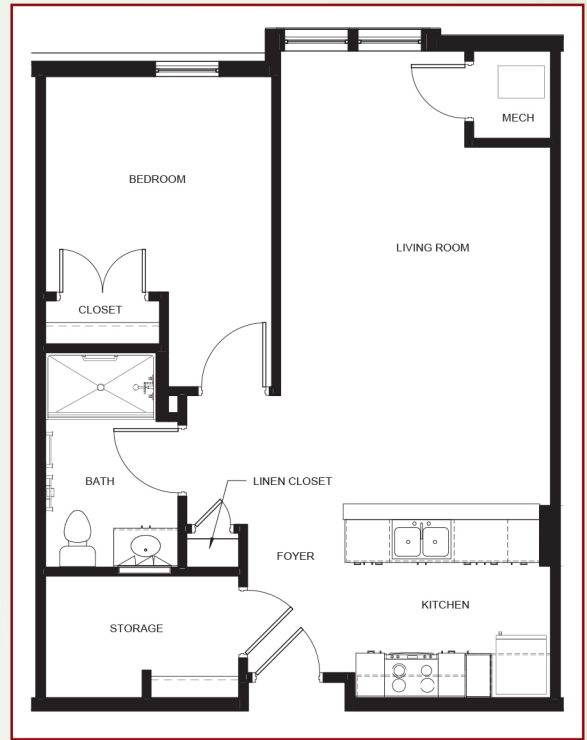 MECH
BEDROOM
LIVING ROOM
CLOSET
BATH
LINEN CLOSET
FOYER
KITCHEN
STORAGE